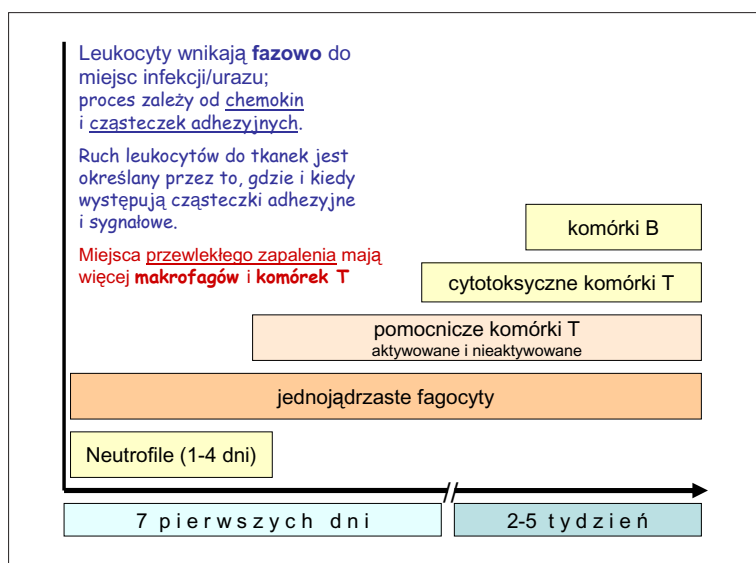 Leukocyty wnikają fazowo do
miejsc infekcji/urazu;
proces zależy od chemokin
i cząsteczek adhezyjnych.
Ruch leukocytów do tkanek jest
określany przez to, gdzie i kiedy
występują cząsteczki adhezyjne
i sygnałowe.
Miejsca przewlekłego zapalenia mają
więcej makrofagów i komórek T
komórki B
cytotoksyczne komórki T
pomocnicze komórki T
aktywowane i nieaktywowane
jednojądrzaste fagocyty
Neutrofile (1-4 dni)
7 pierwszych dni
2-5 tydzień